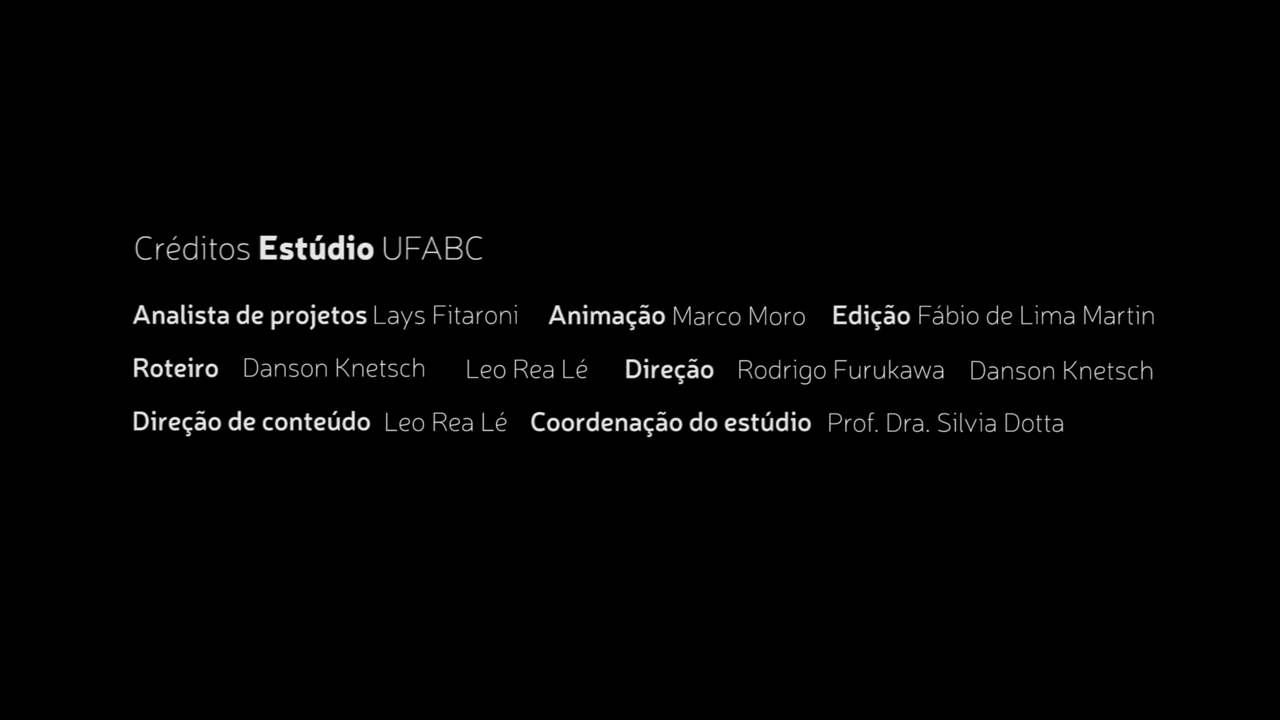 Créditos Estúdio UFABC
Analista de projetos Lays Fitaroni Animação Marco Moro Edição Fábio de Lima Martin
Roteiro Danson Knetsch Leo Rea Lé Direção Rodrigo Furukawa Danson Knetsch
Direção de conteúdo Leo Rea Lé Coordenação do estúdio Prof. Dra. Silvia Dotta